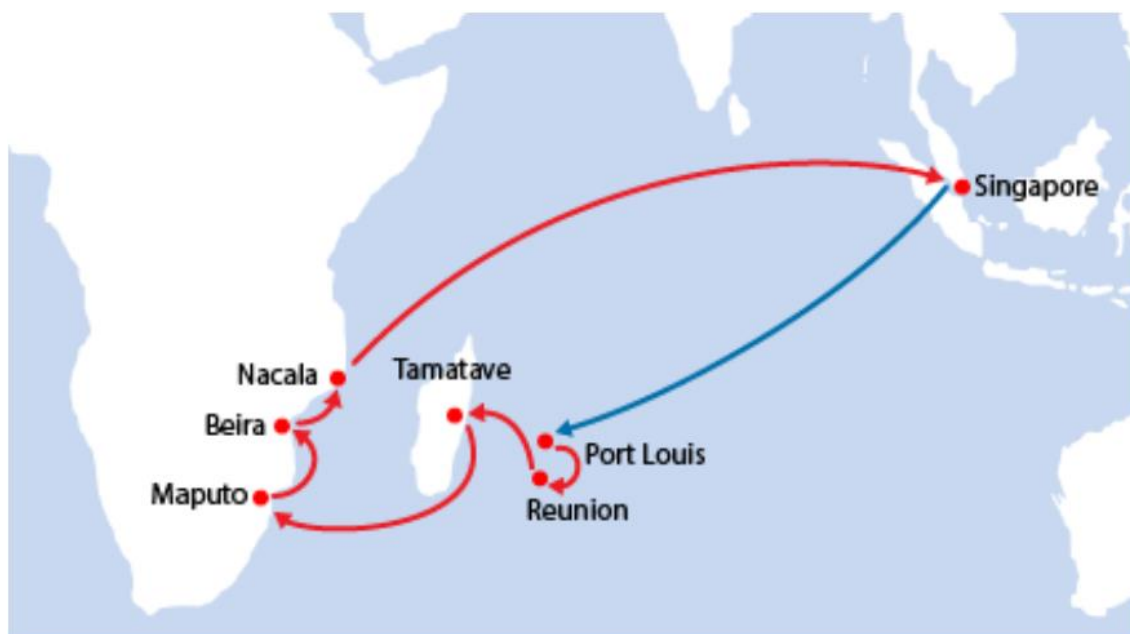 Singapore
Nacala
Tamatave
Beira
Port Louis
Maputo
Reunion